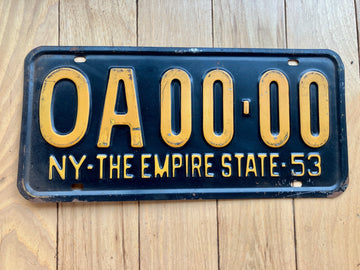 OA 00-00
NY·THE EMPIRE STATE·53